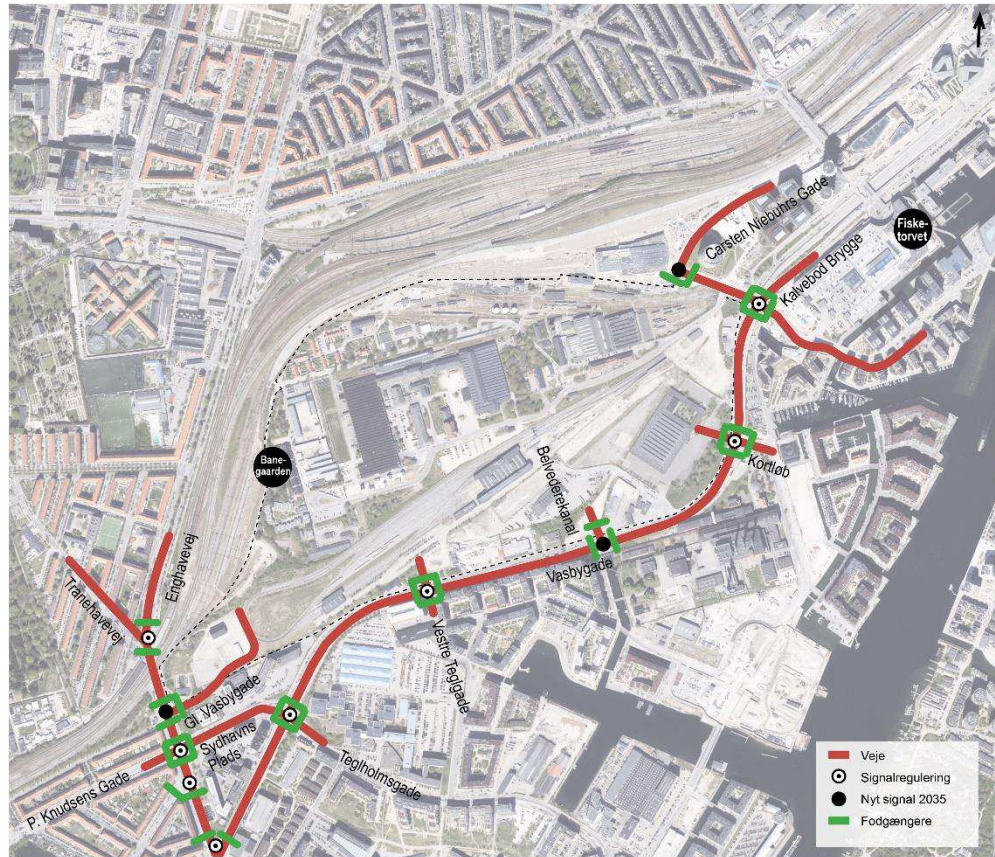 Carsten Niebuhrs Gade
Fiske-
torvet
Kalvebod Brygge
Kortløb
Bane-
gaarden
Belvederekanal
Vasbygade
Enghavevej
Tranehavevej
Vestre Teglgade
Gl. Vasbygade
Sydhavns
Plads
Teglholmsgade
P. Knudsens Gade
Veje
Signalregulering
Nyt signal 2035
Fodgængere